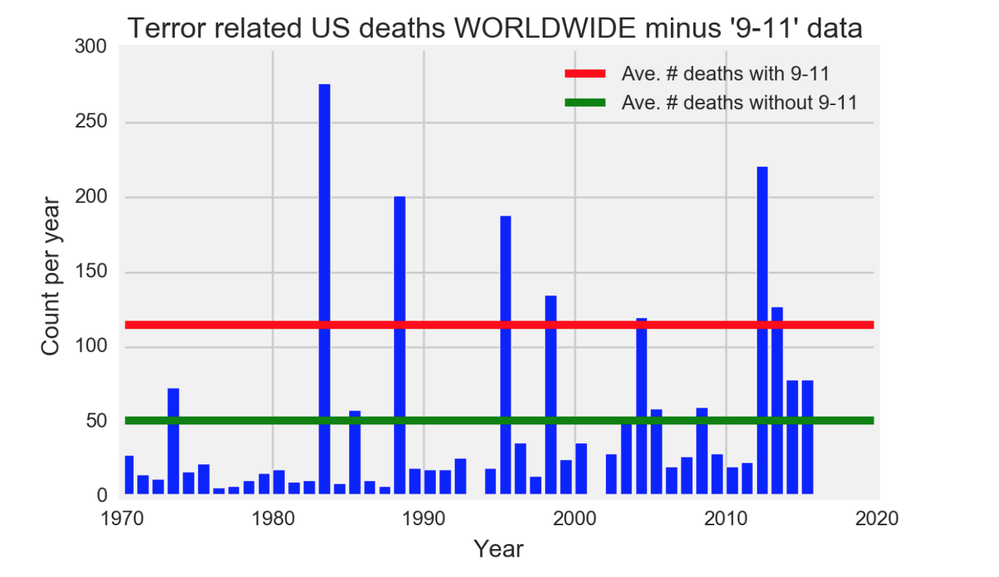 Terror related US deaths WORLDWIDE minus '9-11' data
300
250
200
150
100
50
0
Count per year
Ave. # deaths with 9-11
Ave. # deaths without 9-11
1970 1980 1990 2000 2010 2020
Year